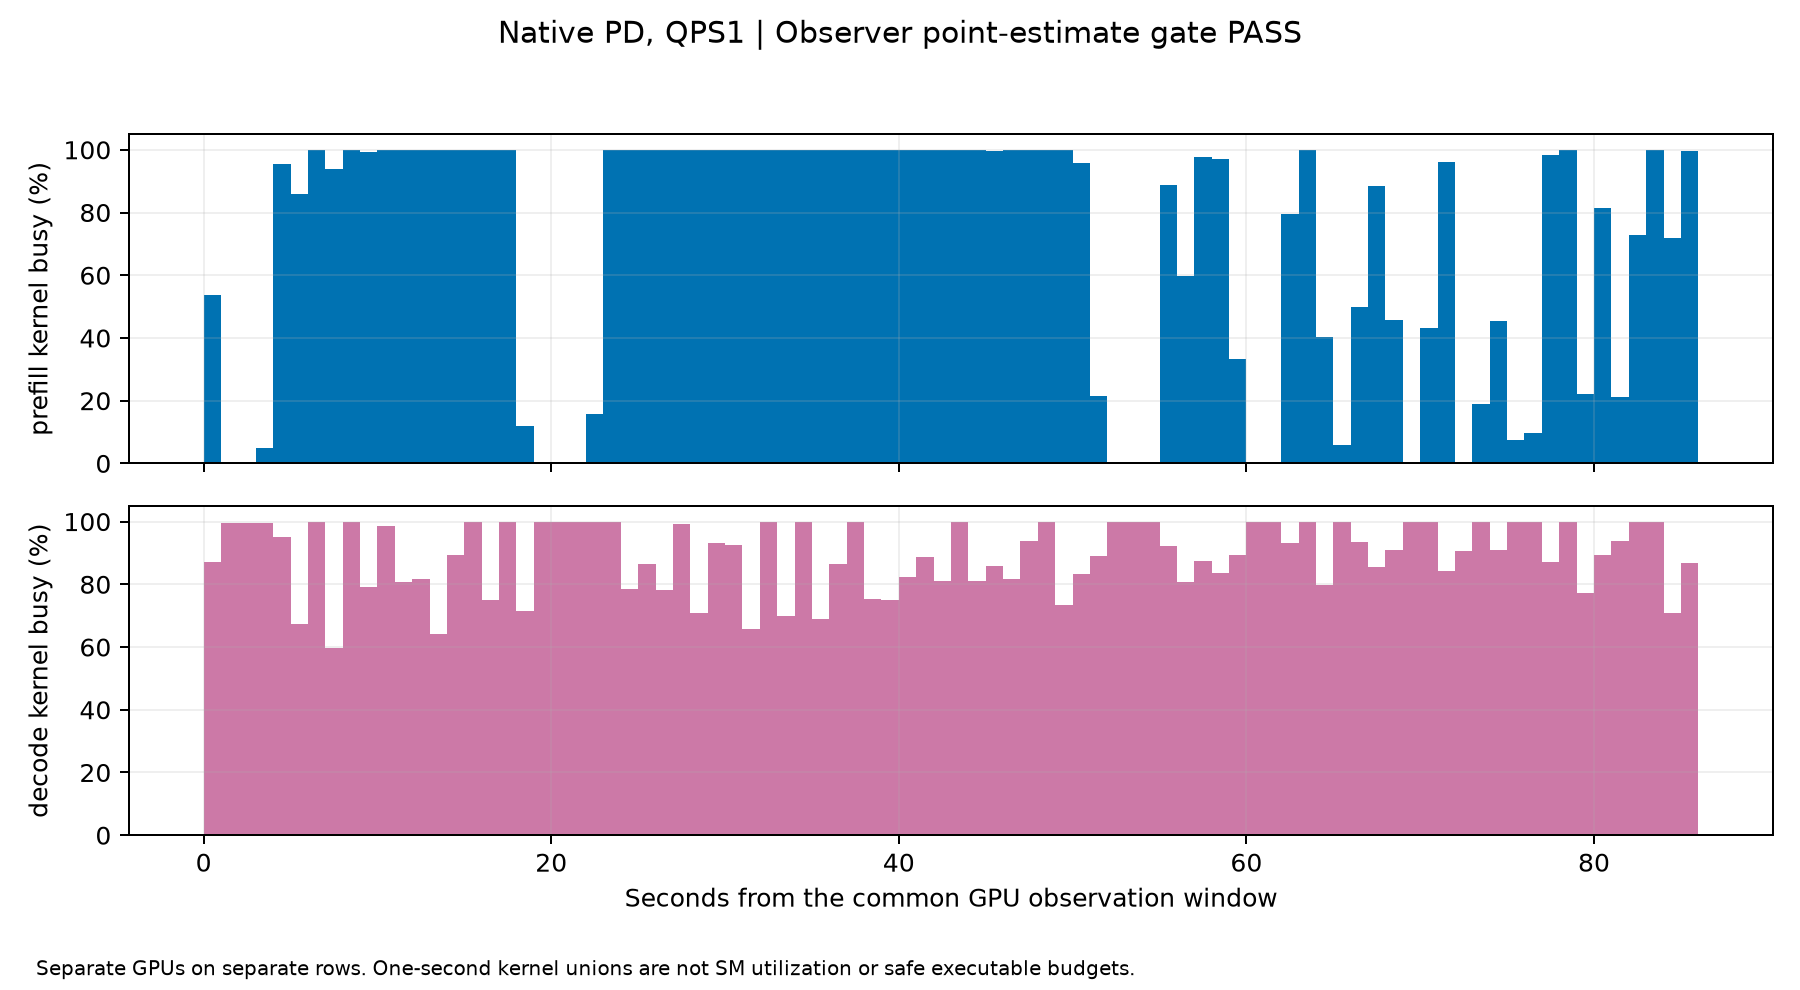 Native PD, QPS1 | Observer point-estimate gate PASS
prefill kernel busy (%)
100
80
60
40
20
0
decode kernel busy (%)
100
80
60
40
20
0
0 20 40 60 80
Seconds from the common GPU observation window
Separate GPUs on separate rows. One-second kernel unions are not SM utilization or safe executable budgets.